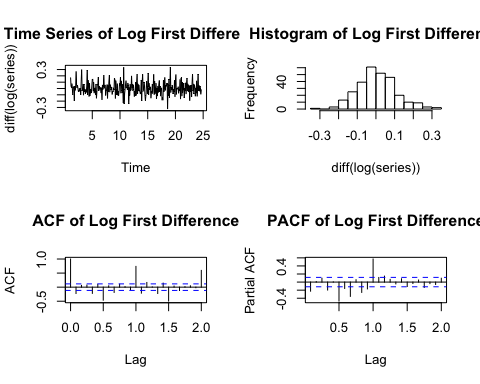 Time Series of Log First Differe
diff(log(series))
0.3
-0.3
5 10 15 20 25
Time
Histogram of Log First Differen
Frequency
40
0
-0.3 -0.1 0.1 0.3
diff(log(series))
ACF of Log First Difference
ACF
1.0
-0.5
0.0 0.5 1.0 1.5 2.0
Lag
PACF of Log First Difference
Partial ACF
0.4
-0.4
0.5 1.0 1.5 2.0
Lag